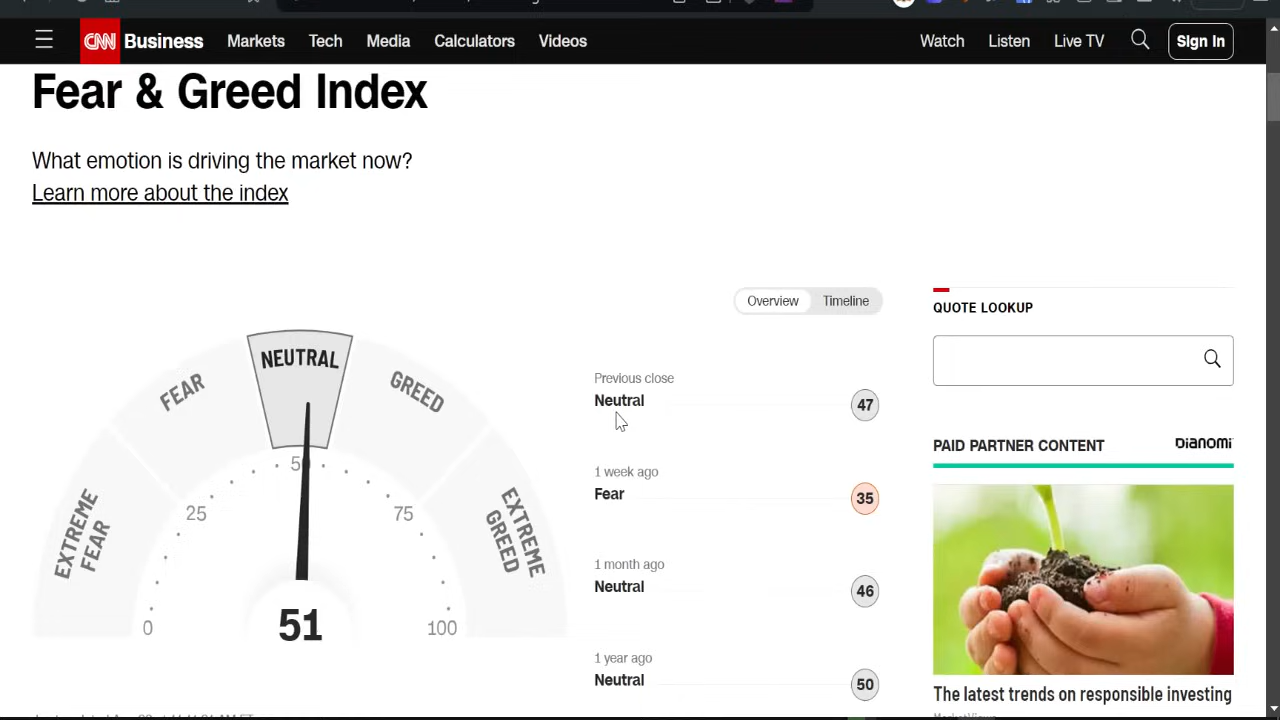 CNN Business Markets Tech Media Calculators Videos Watch Listen Live TV Sign In
Fear & Greed Index
What emotion is driving the market now?
Learn more about the index
Overview Timeline
EXTREME FEAR
FEAR
NEUTRAL
GREED
EXTREME GREED
0
25
50
75
100
51
Previous close
Neutral 47
1 week ago
Fear 35
1 month ago
Neutral 46
1 year ago
Neutral 50
QUOTE LOOKUP
PAID PARTNER CONTENT DIANOMI
The latest trends on responsible investing